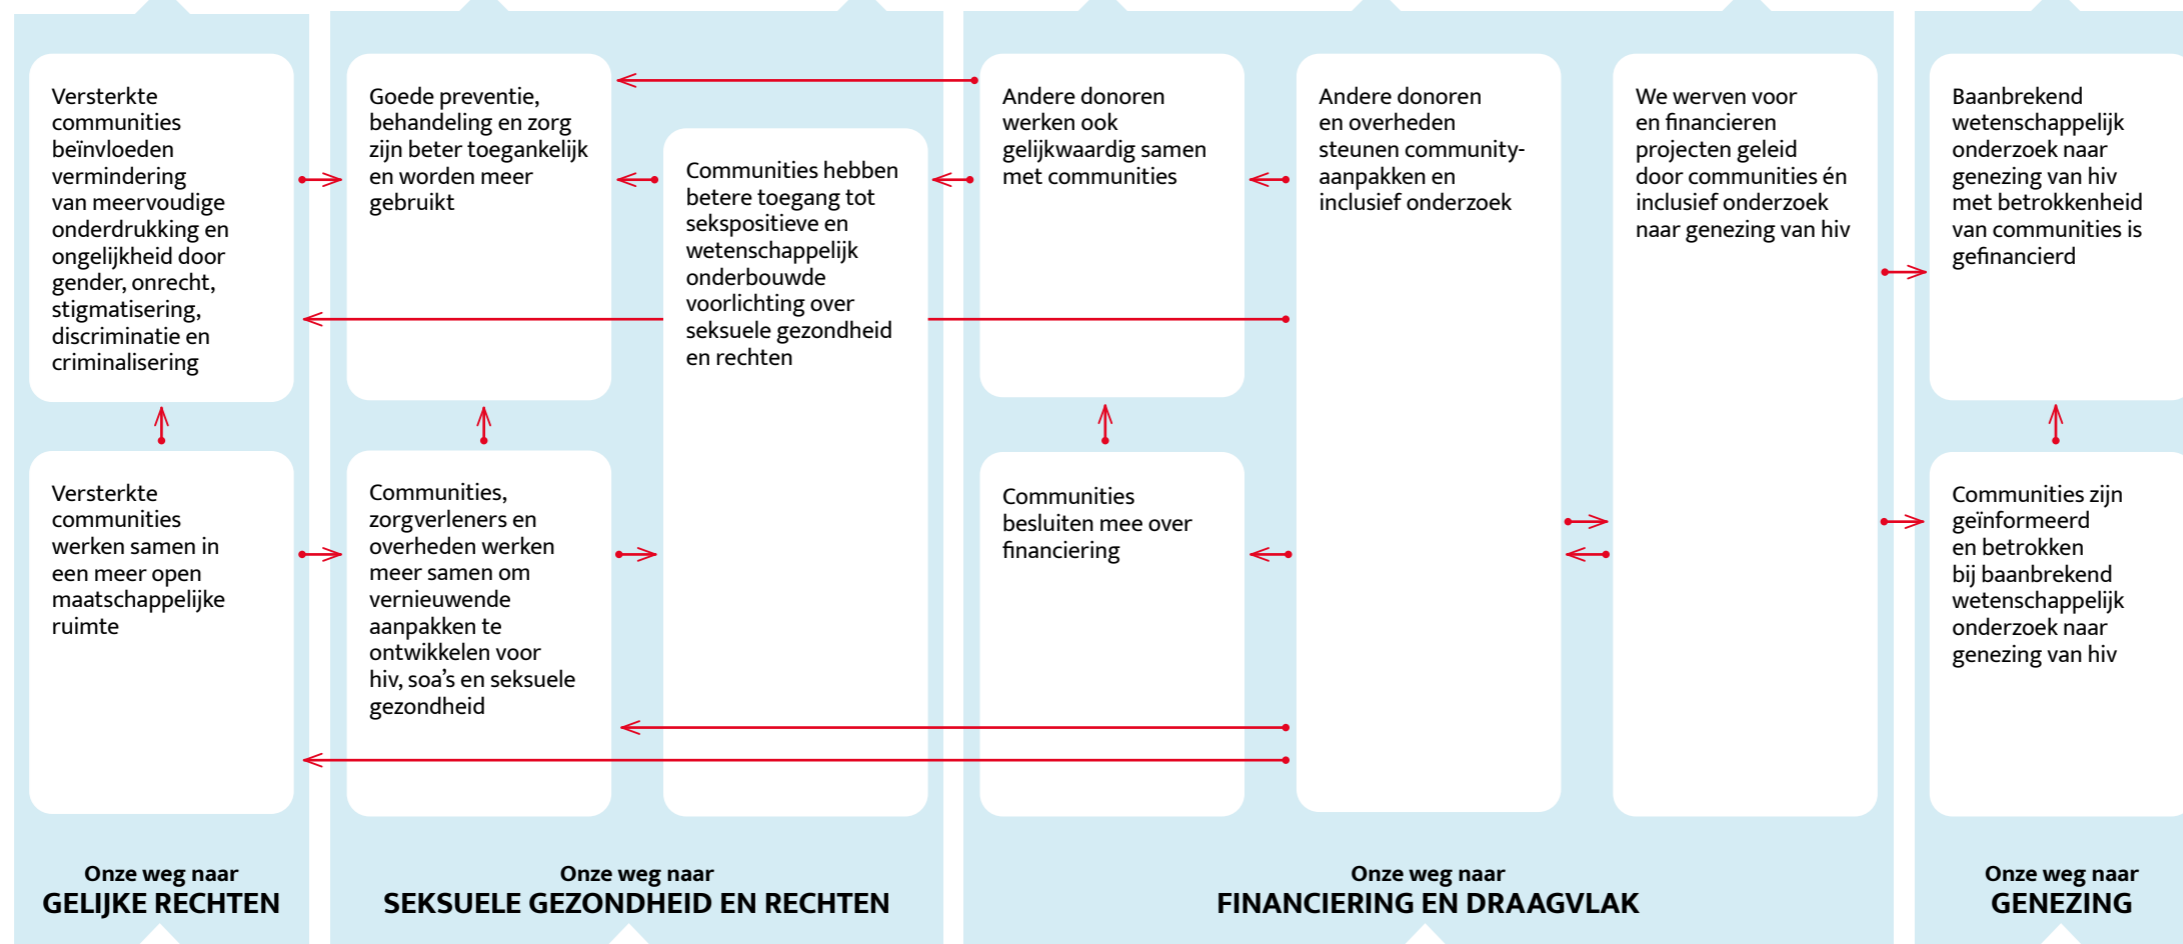 Versterkte
communities
beïnvloeden
vermindering
van meervoudige
onderdrukking en
ongelijkheid door
gender, onrecht,
stigmatisering,
discriminatie en
criminalisering
Versterkte
communities
werken samen in
een meer open
maatschappelijke
ruimte
Onze weg naar
GELIJKE RECHTEN
Goede preventie,
behandeling en zorg
zijn beter toegankelijk
en worden meer
gebruikt
Communities,
zorgverleners en
overheden werken
meer samen om
vernieuwende
aanpakken te
ontwikkelen voor
hiv, soa’s en seksuele
gezondheid
Communities hebben
betere toegang tot
sekspositieve en
wetenschappelijk
onderbouwde
voorlichting over
seksuele gezondheid
en rechten
Onze weg naar
SEKSUELE GEZONDHEID EN RECHTEN
Andere donoren
werken ook
gelijkwaardig samen
met communities
Communities
besluiten mee over
financiering
Andere donoren
en overheden
steunen community-
aanpakken en
inclusief onderzoek
We werven voor
en financieren
projecten geleid
door communities én
inclusief onderzoek
naar genezing van hiv
Onze weg naar
FINANCIERING EN DRAAGVLAK
Baanbrekend
wetenschappelijk
onderzoek naar
genezing van hiv
met betrokkenheid
van communities is
gefinancierd
Communities zijn
geïnformeerd
en betrokken
bij baanbrekend
wetenschappelijk
onderzoek naar
genezing van hiv
Onze weg naar
GENEZING